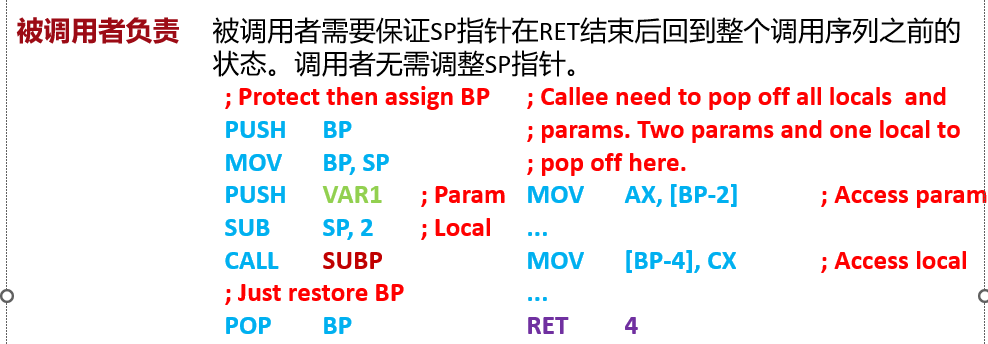 被调用者负责 被调用者需要保证SP指针在RET结束后回到整个调用序列之前的
状态。调用者无需调整SP指针。
; Protect then assign BP ; Callee need to pop off all locals and
PUSH BP ; params. Two params and one local to
MOV BP, SP ; pop off here.
PUSH VAR1 ; Param MOV AX, [BP-2] ; Access param
SUB SP, 2 ; Local ...
CALL SUBP MOV [BP-4], CX ; Access local
; Just restore BP ...
POP BP RET 4